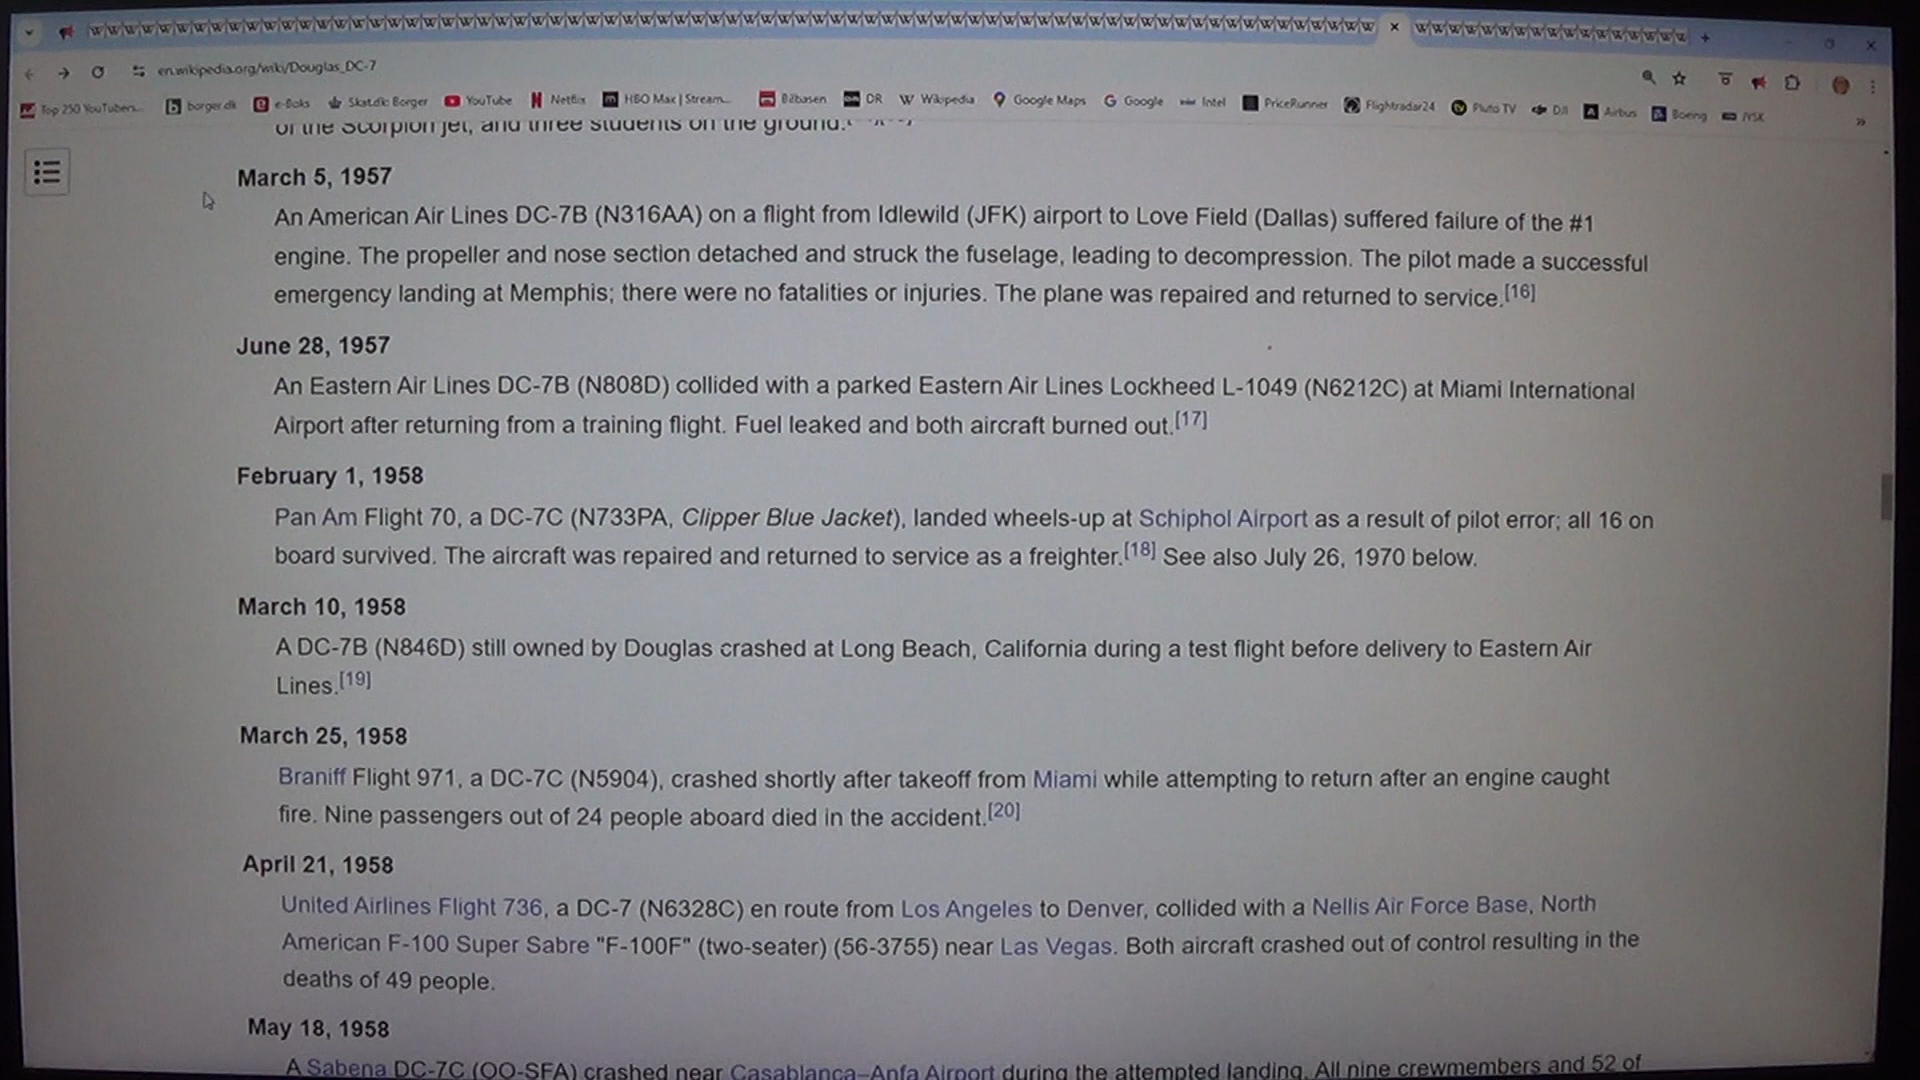 en.wikipedia.org/wiki/Douglas_DC-7
Top 250 YouTubers... borger.dk e-Boks Skat.dk: Borger YouTube Netflix HBO Max | Stream... Bilbasen DR Wikipedia Google Maps Google Intel PriceRunner Flightradar24 Pluto TV DJI Airbus Boeing JYSK
of the Scorpion jet, and three students on the ground.
March 5, 1957
An American Air Lines DC-7B (N316AA) on a flight from Idlewild (JFK) airport to Love Field (Dallas) suffered failure of the #1
engine. The propeller and nose section detached and struck the fuselage, leading to decompression. The pilot made a successful
emergency landing at Memphis; there were no fatalities or injuries. The plane was repaired and returned to service.[16]
June 28, 1957
An Eastern Air Lines DC-7B (N808D) collided with a parked Eastern Air Lines Lockheed L-1049 (N6212C) at Miami International
Airport after returning from a training flight. Fuel leaked and both aircraft burned out.[17]
February 1, 1958
Pan Am Flight 70, a DC-7C (N733PA, Clipper Blue Jacket), landed wheels-up at Schiphol Airport as a result of pilot error; all 16 on
board survived. The aircraft was repaired and returned to service as a freighter.[18] See also July 26, 1970 below.
March 10, 1958
A DC-7B (N846D) still owned by Douglas crashed at Long Beach, California during a test flight before delivery to Eastern Air
Lines.[19]
March 25, 1958
Braniff Flight 971, a DC-7C (N5904), crashed shortly after takeoff from Miami while attempting to return after an engine caught
fire. Nine passengers out of 24 people aboard died in the accident.[20]
April 21, 1958
United Airlines Flight 736, a DC-7 (N6328C) en route from Los Angeles to Denver, collided with a Nellis Air Force Base, North
American F-100 Super Sabre "F-100F" (two-seater) (56-3755) near Las Vegas. Both aircraft crashed out of control resulting in the
deaths of 49 people.
May 18, 1958
A Sabena DC-7C (OO-SFA) crashed near Casablanca–Anfa Airport during the attempted landing. All nine crewmembers and 52 of